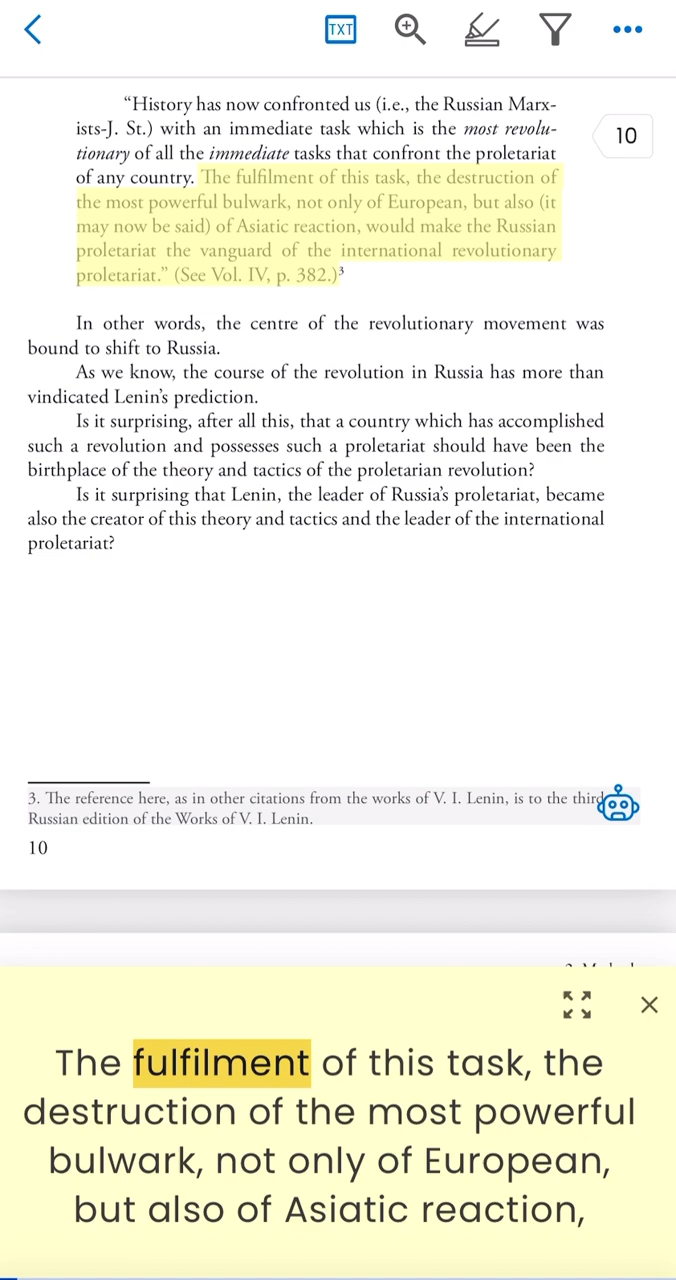 TXT
“History has now confronted us (i.e., the Russian Marx-
ists-J. St.) with an immediate task which is the most revolu-
tionary of all the immediate tasks that confront the proletariat
of any country. The fulfilment of this task, the destruction of
the most powerful bulwark, not only of European, but also (it
may now be said) of Asiatic reaction, would make the Russian
proletariat the vanguard of the international revolutionary
proletariat.” (See Vol. IV, p. 382.)³
10
In other words, the centre of the revolutionary movement was
bound to shift to Russia.
As we know, the course of the revolution in Russia has more than
vindicated Lenin’s prediction.
Is it surprising, after all this, that a country which has accomplished
such a revolution and possesses such a proletariat should have been the
birthplace of the theory and tactics of the proletarian revolution?
Is it surprising that Lenin, the leader of Russia’s proletariat, became
also the creator of this theory and tactics and the leader of the international
proletariat?
3. The reference here, as in other citations from the works of V. I. Lenin, is to the third
Russian edition of the Works of V. I. Lenin.
10
The fulfilment of this task, the
destruction of the most powerful
bulwark, not only of European,
but also of Asiatic reaction,